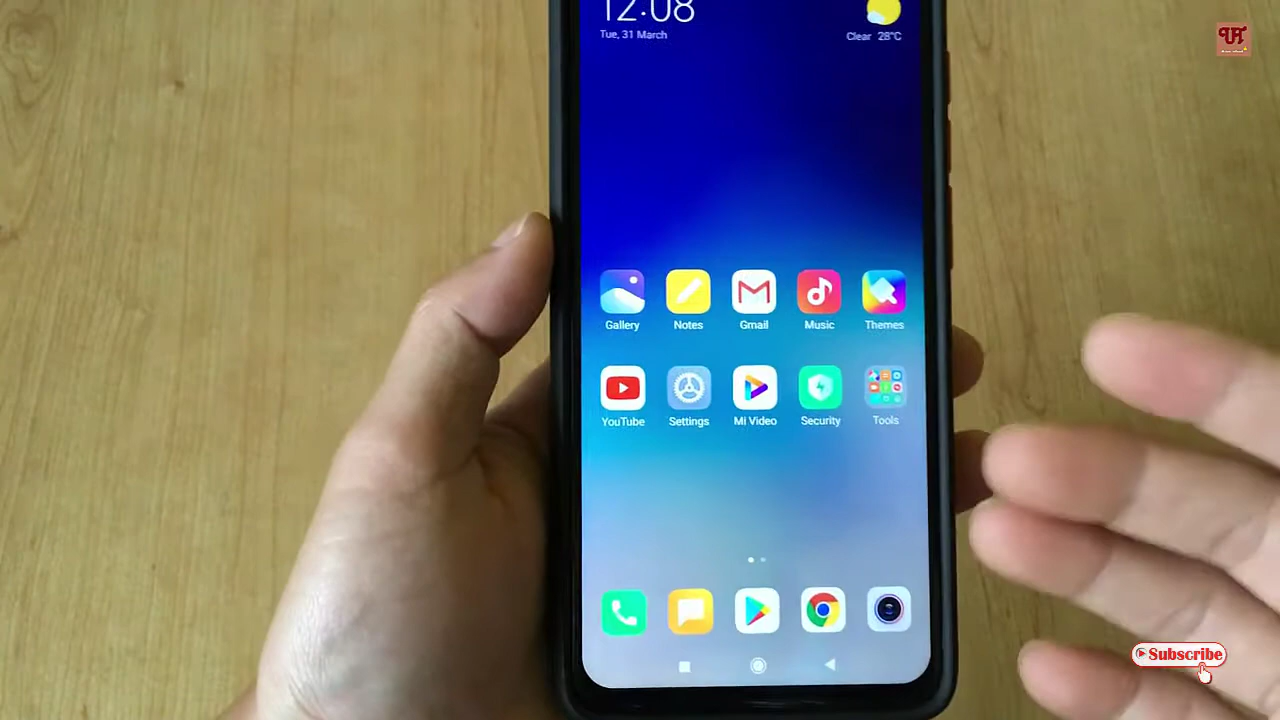 12:08
Tue, 31 March
Clear 28°C
Gallery
Notes
Gmail
Music
Themes
YouTube
Settings
Mi Video
Security
Tools
Subscribe